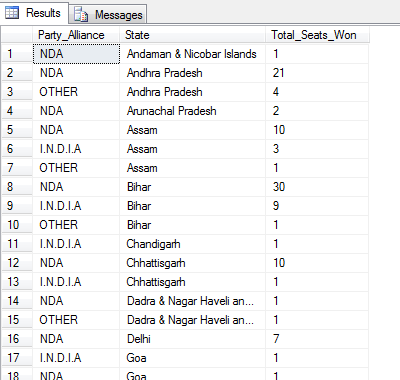 Results Messages
Party_Alliance State Total_Seats_Won
1 NDA Andaman & Nicobar Islands 1
2 NDA Andhra Pradesh 21
3 OTHER Andhra Pradesh 4
4 NDA Arunachal Pradesh 2
5 NDA Assam 10
6 I.N.D.I.A Assam 3
7 OTHER Assam 1
8 NDA Bihar 30
9 I.N.D.I.A Bihar 9
10 OTHER Bihar 1
11 I.N.D.I.A Chandigarh 1
12 NDA Chhattisgarh 10
13 I.N.D.I.A Chhattisgarh 1
14 NDA Dadra & Nagar Haveli an... 1
15 OTHER Dadra & Nagar Haveli an... 1
16 NDA Delhi 7
17 I.N.D.I.A Goa 1
18 NDA Goa 1